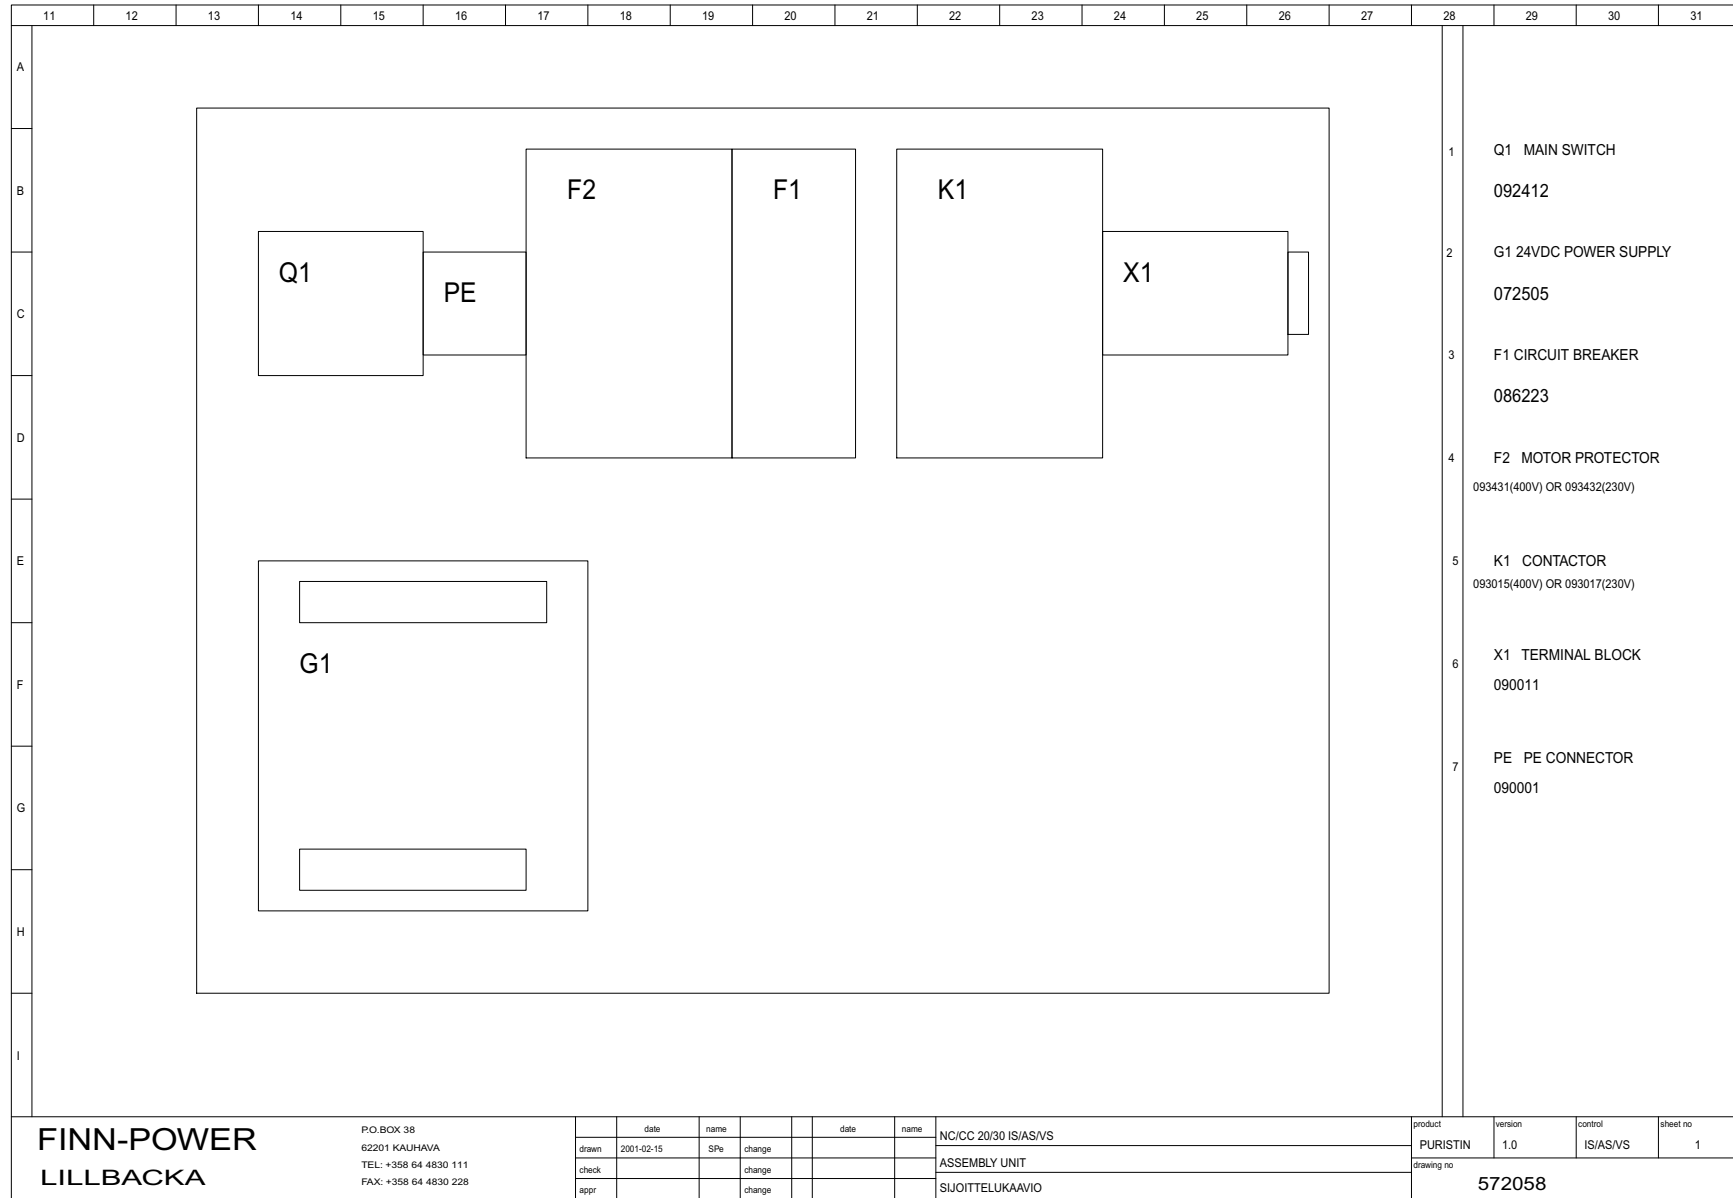 11 12 13 14 15 16 17 18 19 20 21 22 23 24 25 26 27 28 29 30 31
A
B
C
D
E
F
G
H
I
F2 F1 K1
Q1 PE X1
G1
1 Q1 MAIN SWITCH
092412
2 G1 24VDC POWER SUPPLY
072505
3 F1 CIRCUIT BREAKER
086223
4 F2 MOTOR PROTECTOR
093431(400V) OR 093432(230V)
5 K1 CONTACTOR
093015(400V) OR 093017(230V)
6 X1 TERMINAL BLOCK
090011
7 PE PE CONNECTOR
090001
FINN-POWER
LILLBACKA
P.O.BOX 38
62201 KAUHAVA
TEL: +358 64 4830 111
FAX: +358 64 4830 228
date name date name
drawn 2001-02-15 SPe change
check change
appr change
NC/CC 20/30 IS/AS/VS
ASSEMBLY UNIT
SIJOITTELUKAAVIO
product version control sheet no
PURISTIN 1.0 IS/AS/VS 1
drawing no
572058